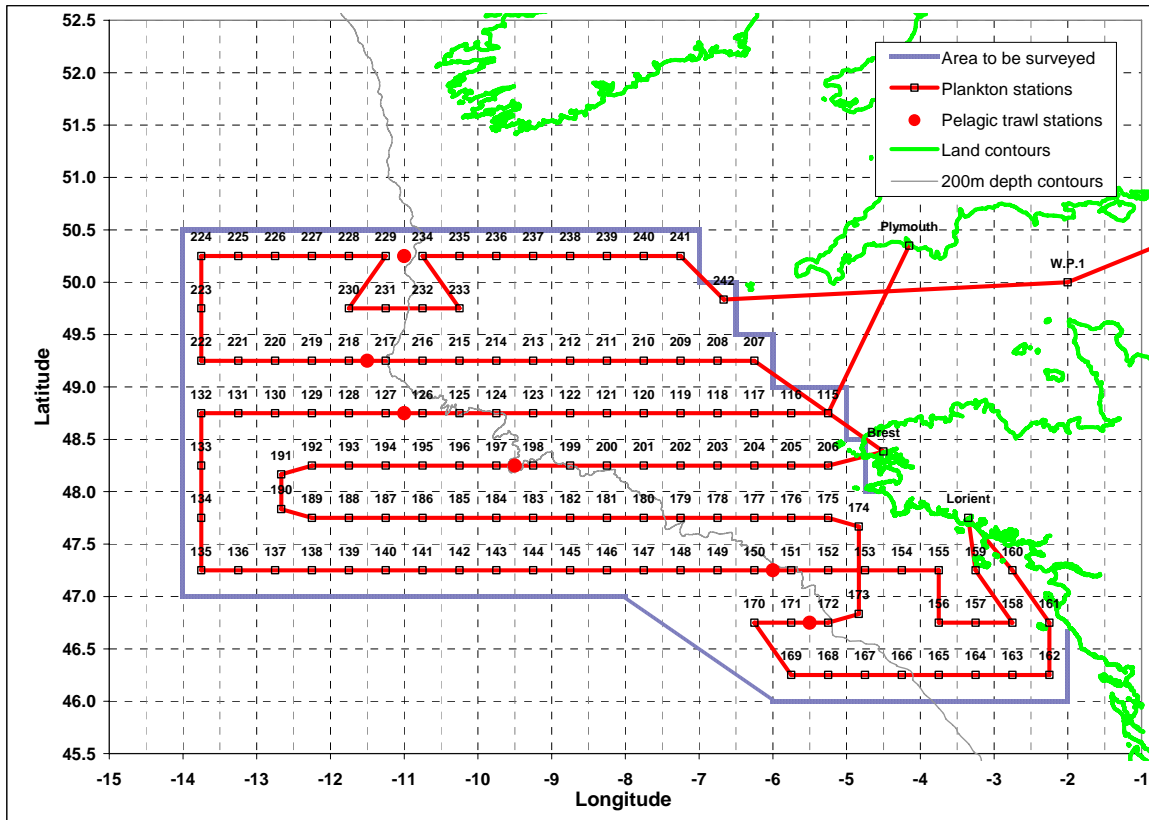 52.5
52.0
51.5
51.0
50.5
50.0
49.5
49.0
48.5
48.0
47.5
47.0
46.5
46.0
45.5
Latitude
Area to be surveyed
Plankton stations
Pelagic trawl stations
Land contours
200m depth contours
Plymouth
224 225 226 227 228 229 234 235 236 237 238 239 240 241
W.P.1
242
223 230 231 232 233
222 221 220 219 218 217 216 215 214 213 212 211 210 209 208 207
132 131 130 129 128 127 126 125 124 123 122 121 120 119 118 117 116 115
Brest
133 192 193 194 195 196 197 198 199 200 201 202 203 204 205 206
191
190
134 189 188 187 186 185 184 183 182 181 180 179 178 177 176 175
174
Lorient
135 136 137 138 139 140 141 142 143 144 145 146 147 148 149 150 151 152 153 154 155 159 160
173
170 171 172 156 157 158 161
169 168 167 166 165 164 163 162
-15 -14 -13 -12 -11 -10 -9 -8 -7 -6 -5 -4 -3 -2 -1
Longitude